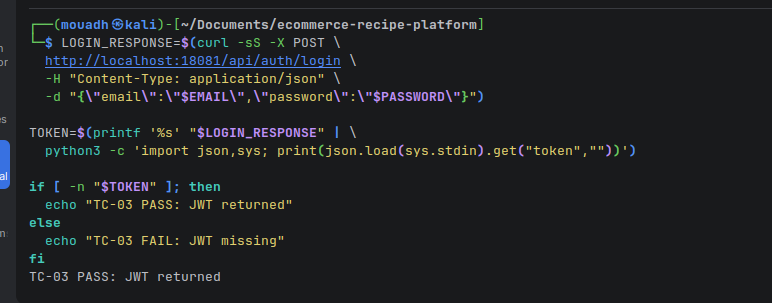 ┌──(mouadh㉿kali)-[~/Documents/ecommerce-recipe-platform]
└─$ LOGIN_RESPONSE=$(curl -sS -X POST \
  http://localhost:18081/api/auth/login \
  -H "Content-Type: application/json" \
  -d "{\"email\":\"$EMAIL\",\"password\":\"$PASSWORD\"}")

TOKEN=$(printf '%s' "$LOGIN_RESPONSE" | \
  python3 -c 'import json,sys; print(json.load(sys.stdin).get("token",""))')

if [ -n "$TOKEN" ]; then
  echo "TC-03 PASS: JWT returned"
else
  echo "TC-03 FAIL: JWT missing"
fi
TC-03 PASS: JWT returned